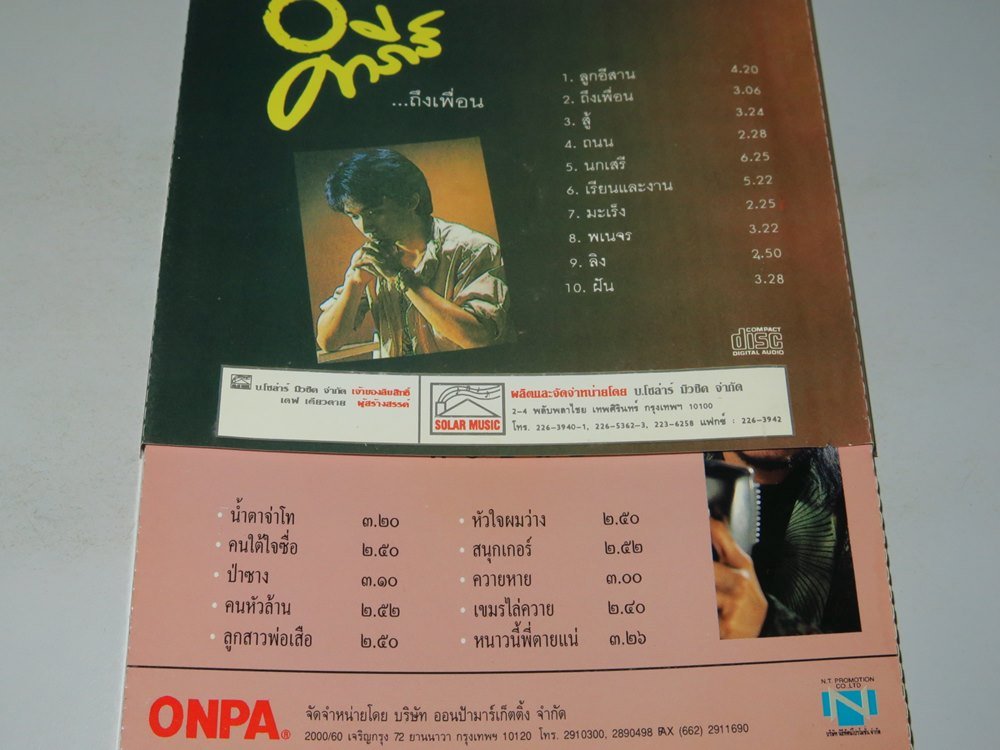 ...ถึงเพื่อน
1. ลูกอีสาน 4.20
2. ถึงเพื่อน 3.06
3. สู้ 3.24
4. ถนน 2.28
5. นกเสรี 6.25
6. เรียนและงาน 5.22
7. มะเร็ง 2.25
8. พเนจร 3.22
9. ลิง 2.50
10. ฝัน 3.28
COMPACT
disc
DIGITAL AUDIO
บ.โซล่าร์ มิวซิค จำกัด เจ้าของลิขสิทธิ์
เดฟ เดียวดาย ผู้สร้างสรรค์
SOLAR MUSIC
ผลิตและจัดจำหน่ายโดย บ.โซล่าร์ มิวซิค จำกัด
2-4 พลับพลาไชย เทพศิรินทร์ กรุงเทพฯ 10100
โทร. 226-3940-1, 226-5362-3, 223-6258 แฟกซ์ : 226-3942
• น้ำตาจ่าโท ๓.๒๐
• คนใต้ใจซื่อ ๒.๕๐
• ป่าซาง ๓.๑๐
• คนหัวล้าน ๒.๕๒
• ลูกสาวพ่อเสือ ๒.๕๐
• หัวใจผมว่าง ๒.๕๐
• สนุกเกอร์ ๒.๕๒
• ควายหาย ๓.๐๐
• เขมรไล่ควาย ๒.๔๐
• หนาวนี้พี่ตายแน่ ๓.๒๖
ONPA®
จัดจำหน่ายโดย บริษัท ออนป้ามาร์เก็ตติ้ง จำกัด
2000/60 เจริญกรุง 72 ยานนาวา กรุงเทพฯ 10120 โทร. 2910300, 2890498 FAX (662) 2911690
N.T. PROMOTION
CO.,LTD
N